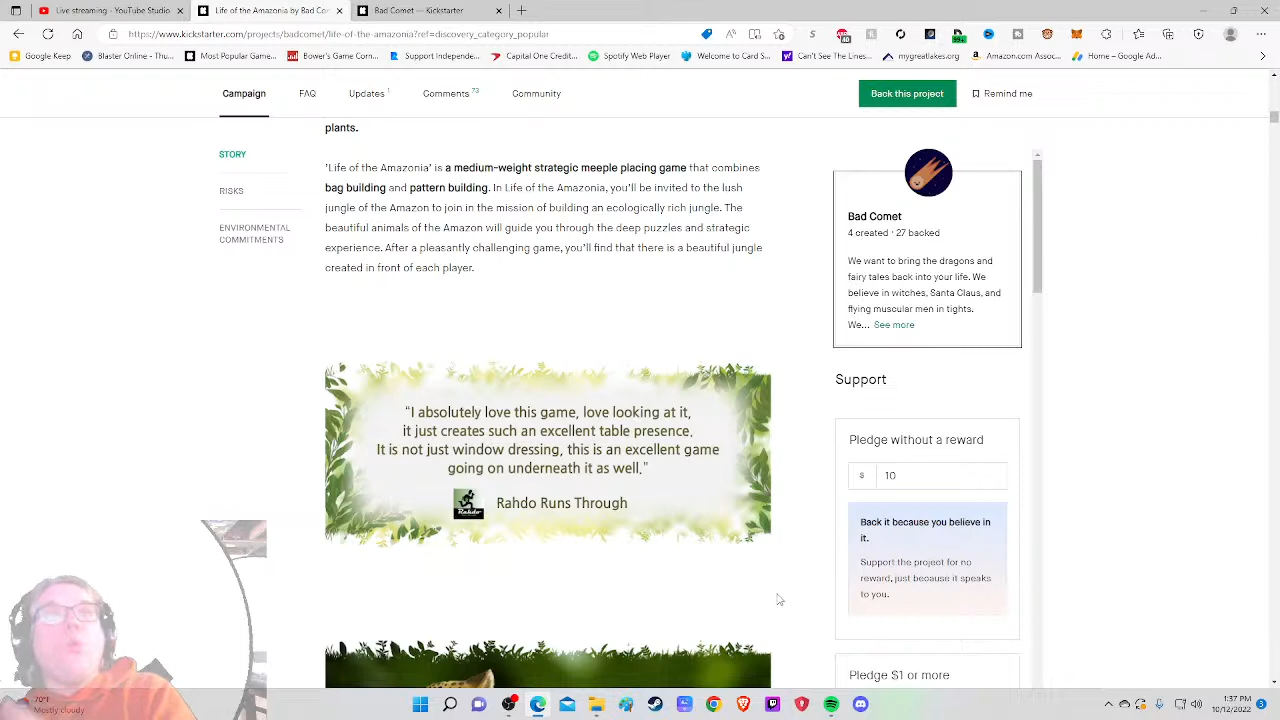 Live streaming - YouTube Studio
Life of the Amazonia by Bad Com
Bad Comet — Kickstarter
https://www.kickstarter.com/projects/badcomet/life-of-the-amazonia?ref=discovery_category_popular
Google Keep
Blaster Online: The...
Most Popular Game...
Bower's Game Corn...
Support Independe...
Capital One Credit...
Spotify Web Player
Welcome to Card S...
Can't See The Lines...
mygreatlakes.org
Amazon.com Assoc...
Home – Google Ad...
Campaign
FAQ
Updates 1
Comments 73
Community
Back this project
Remind me
STORY
RISKS
ENVIRONMENTAL
COMMITMENTS
plants.
'Life of the Amazonia' is a medium-weight strategic meeple placing game that combines
bag building and pattern building. In Life of the Amazonia, you'll be invited to the lush
jungle of the Amazon to join in the mission of building an ecologically rich jungle. The
beautiful animals of the Amazon will guide you through the deep puzzles and strategic
experience. After a pleasantly challenging game, you'll find that there is a beautiful jungle
created in front of each player.
"I absolutely love this game, love looking at it,
it just creates such an excellent table presence.
It is not just window dressing, this is an excellent game
going on underneath it as well."
Rahdo
Rahdo Runs Through
Bad Comet
4 created · 27 backed
We want to bring the dragons and
fairy tales back into your life. We
believe in witches, Santa Claus, and
flying muscular men in tights.
We... See more
Support
Pledge without a reward
$ 10
Back it because you believe in
it.
Support the project for no
reward, just because it speaks
to you.
Pledge $1 or more
70°F
Mostly cloudy
1:37 PM
10/12/2022